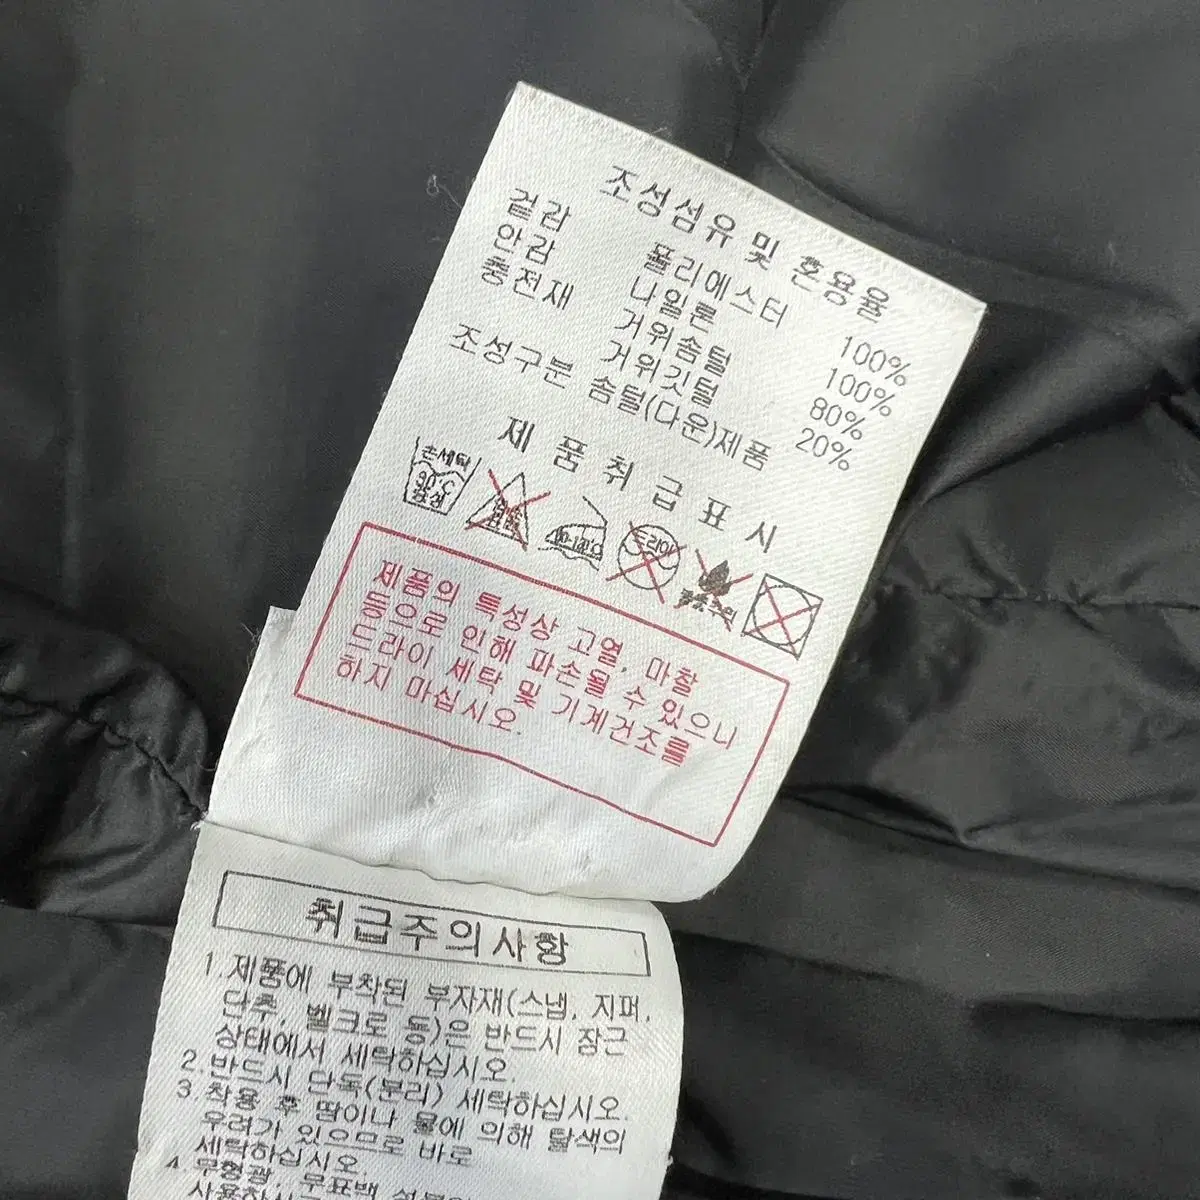 조성섬유 및 혼용율
겉감 폴리에스터 100%
안감 나일론 100%
충전재 거위솜털 80%
거위깃털 20%
조성구분 솜털(다운)제품
제 품 취 급 표 시
손세탁
30℃
중성
드라이
제품의 특성상 고열, 마찰
등으로 인해 파손될 수 있으니
드라이 세탁 및 기계건조를
하지 마십시오.
취급주의사항
1.제품에 부착된 부자재(스냅, 지퍼,
단추, 벨크로 등)은 반드시 잠근
상태에서 세탁하십시오.
2.반드시 단독(분리) 세탁하십시오.
3.착용 후 땀이나 물에 의해 탈색의
우려가 있으므로 바로
세탁하십시오.
4.무형광, 무표백